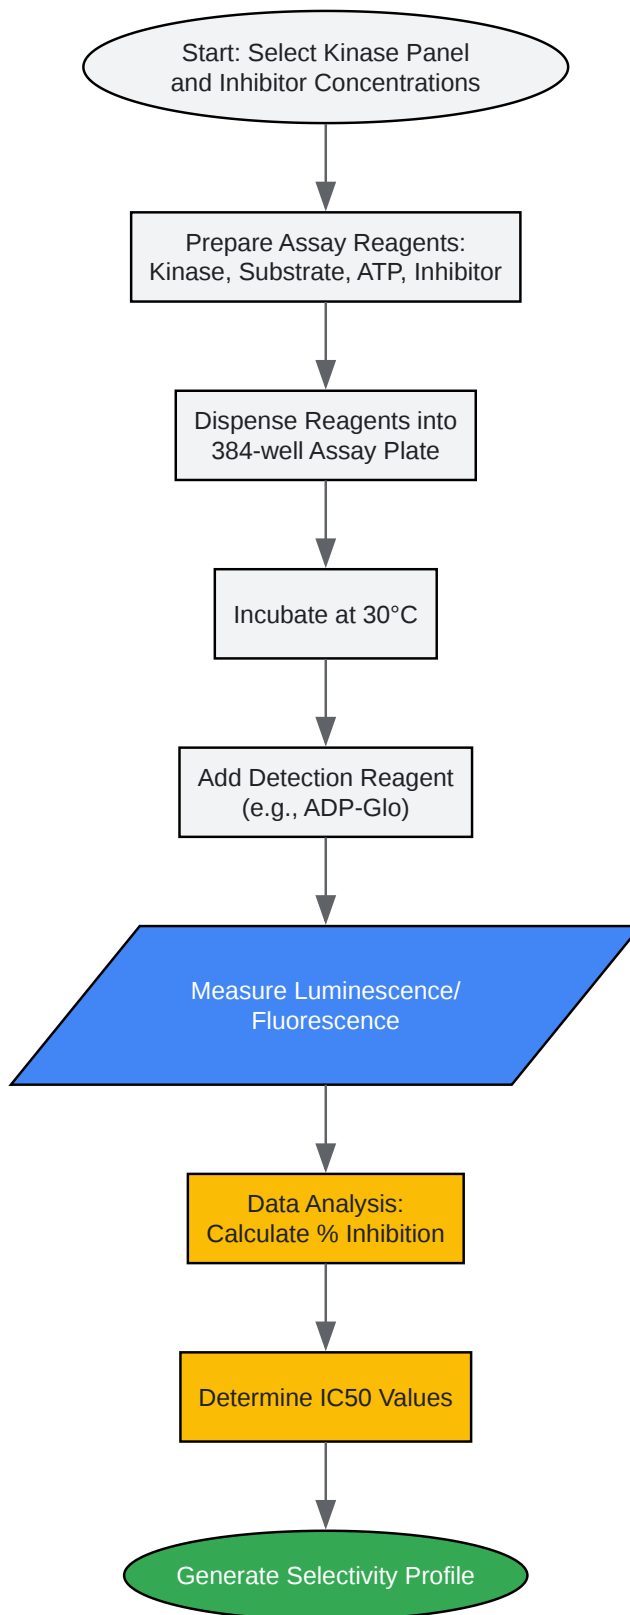 Start: Select Kinase Panel
and Inhibitor Concentrations
Prepare Assay Reagents:
Kinase, Substrate, ATP, Inhibitor
Dispense Reagents into
384-well Assay Plate
Incubate at 30°C
Add Detection Reagent
(e.g., ADP-Glo)
Measure Luminescence/
Fluorescence
Data Analysis:
Calculate % Inhibition
Determine IC50 Values
Generate Selectivity Profile